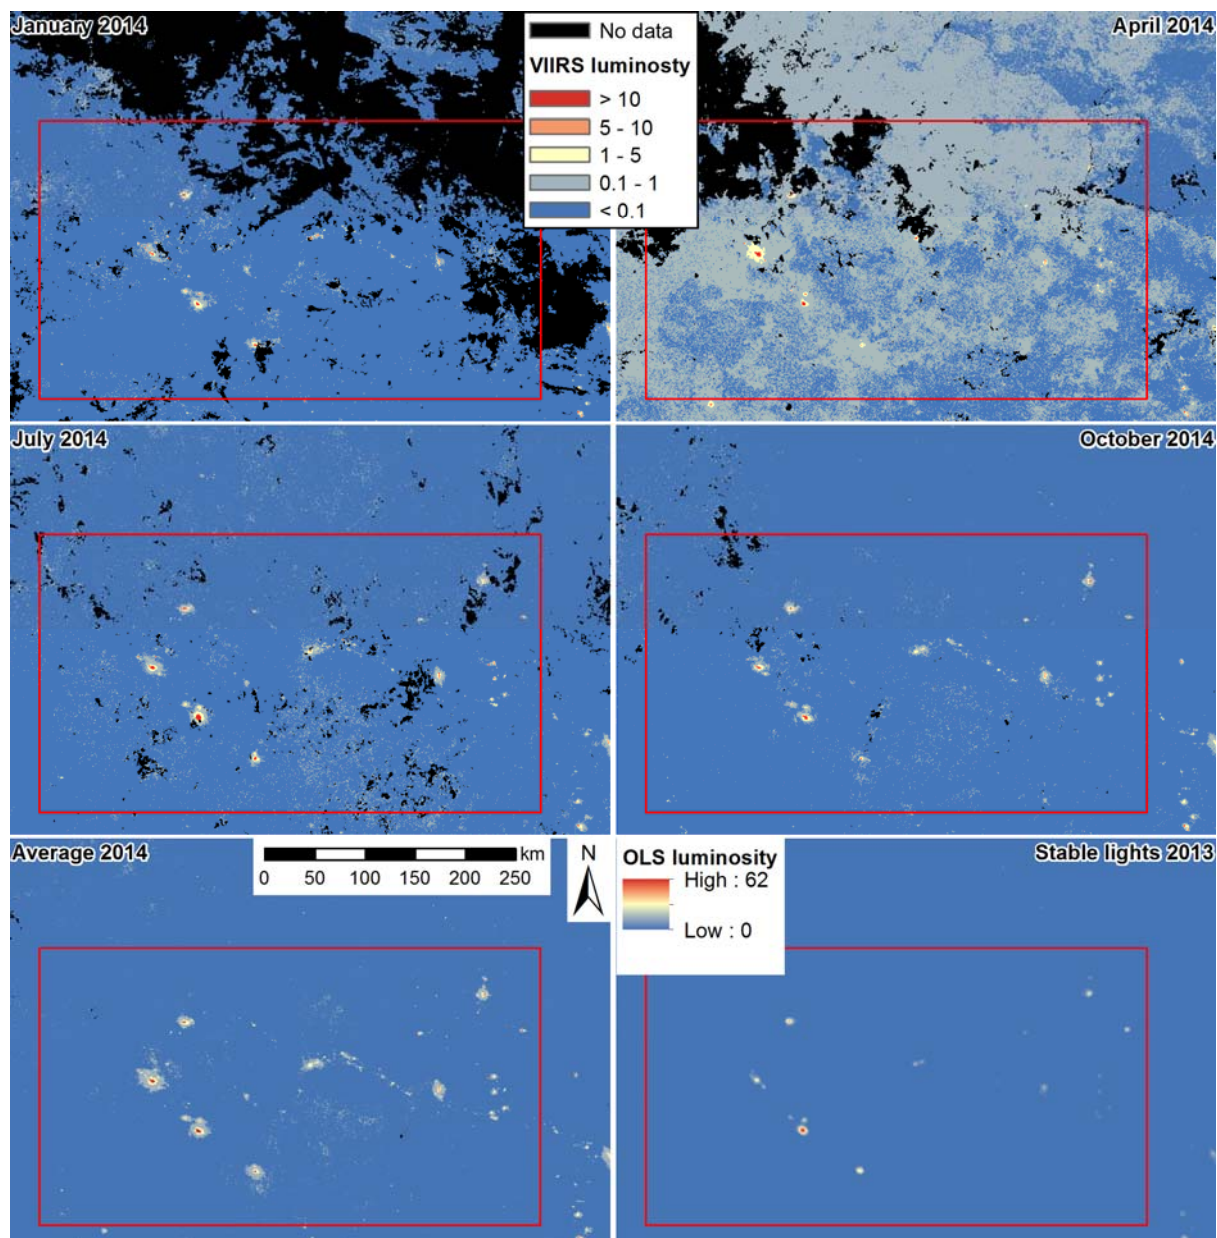 January 2014
No data
VIIRS luminosty
> 10
5 - 10
1 - 5
0.1 - 1
< 0.1
April 2014
July 2014
October 2014
Average 2014
km
0 50 100 150 200 250
N
OLS luminosity
High : 62
Low : 0
Stable lights 2013